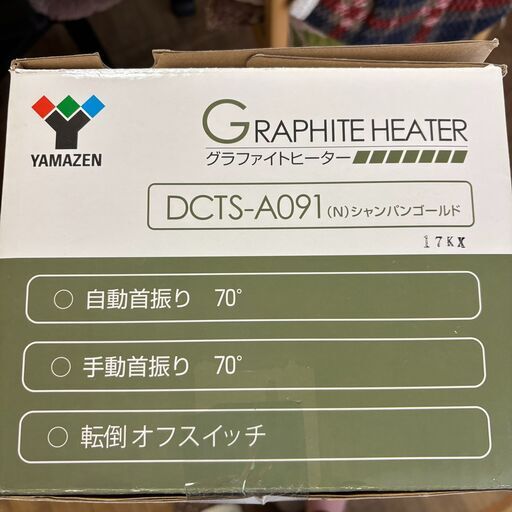 YAMAZEN
GRAPHITE HEATER
グラファイトヒーター
DCTS-A091 (N)シャンパンゴールド
17KX
○ 自動首振り 70°
○ 手動首振り 70°
○ 転倒オフスイッチ